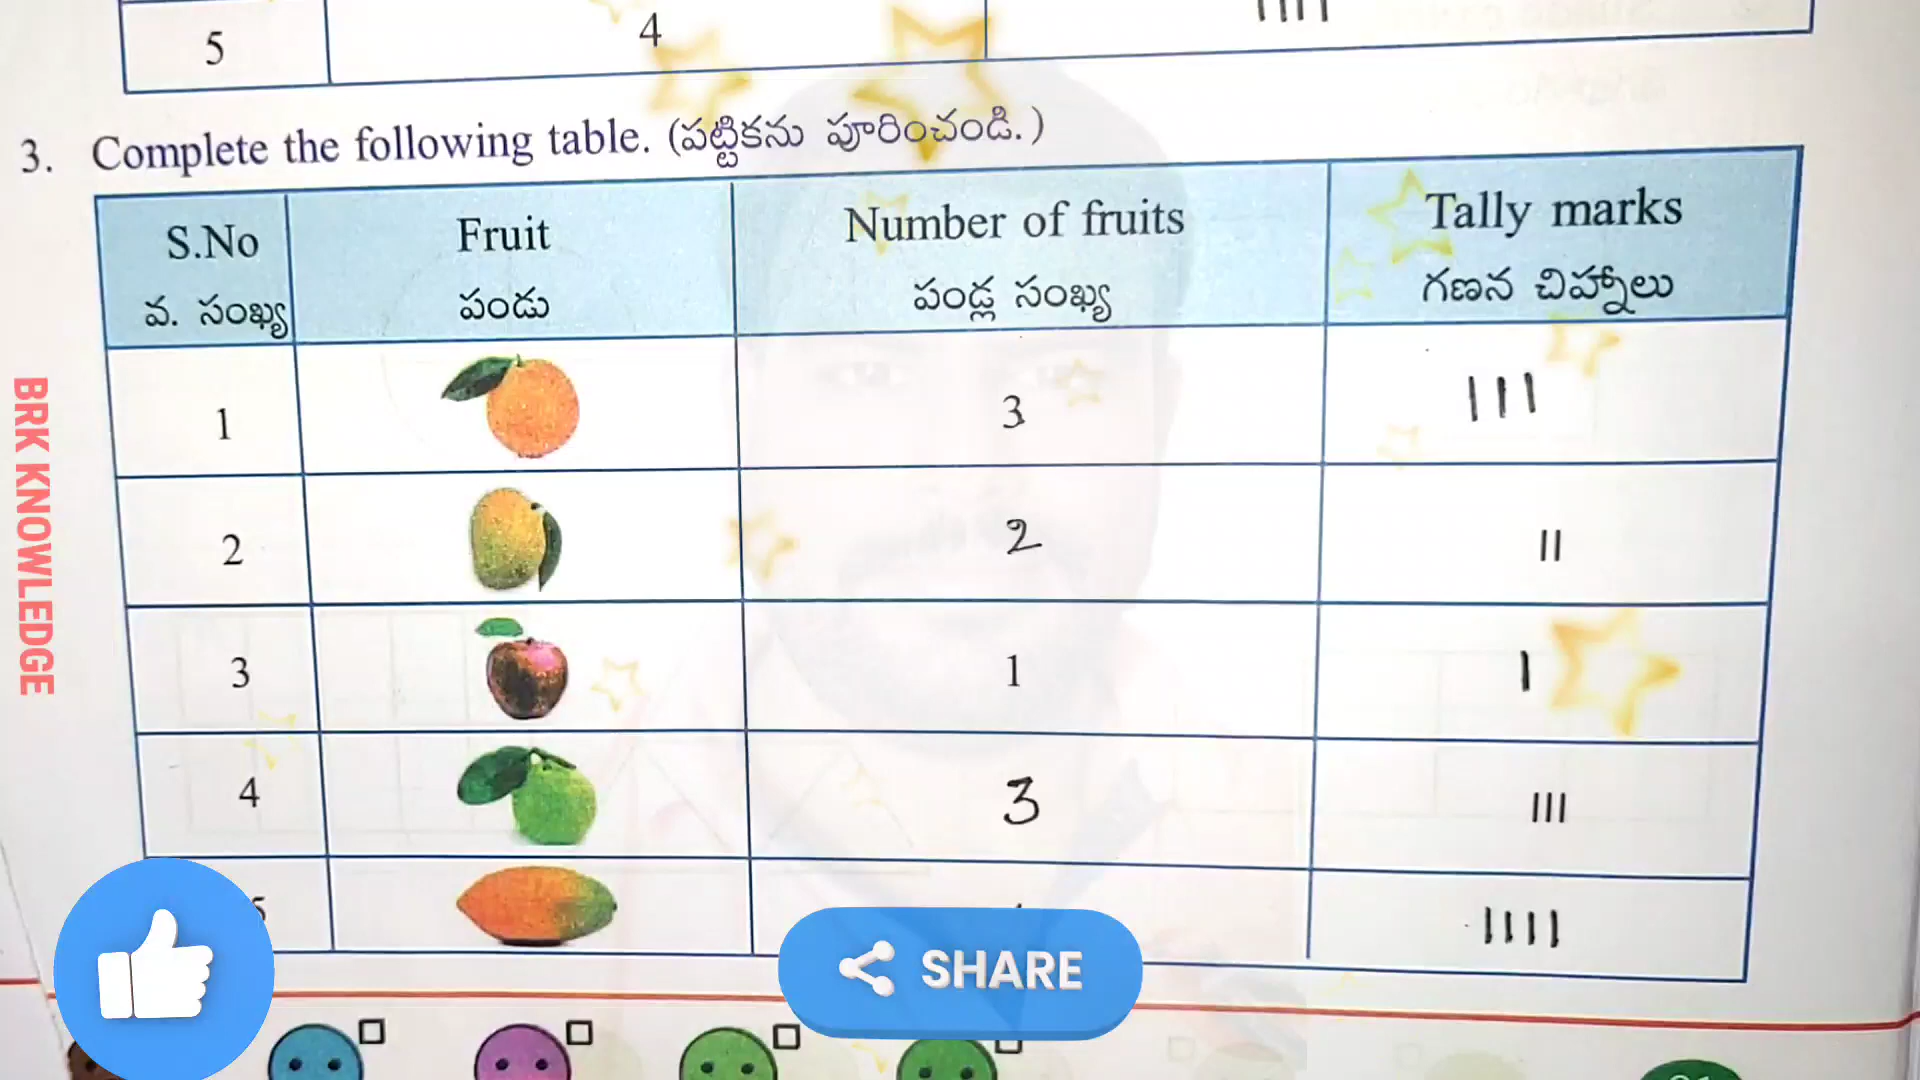 5 4 ||||
3. Complete the following table. (పట్టికను పూరించండి.)
S.No Fruit Number of fruits Tally marks
వ. సంఖ్య పండు పండ్ల సంఖ్య గణన చిహ్నాలు
1 3 |||
2 2 ||
3 1 |
4 3 |||
5 ||||
BRK KNOWLEDGE
SHARE